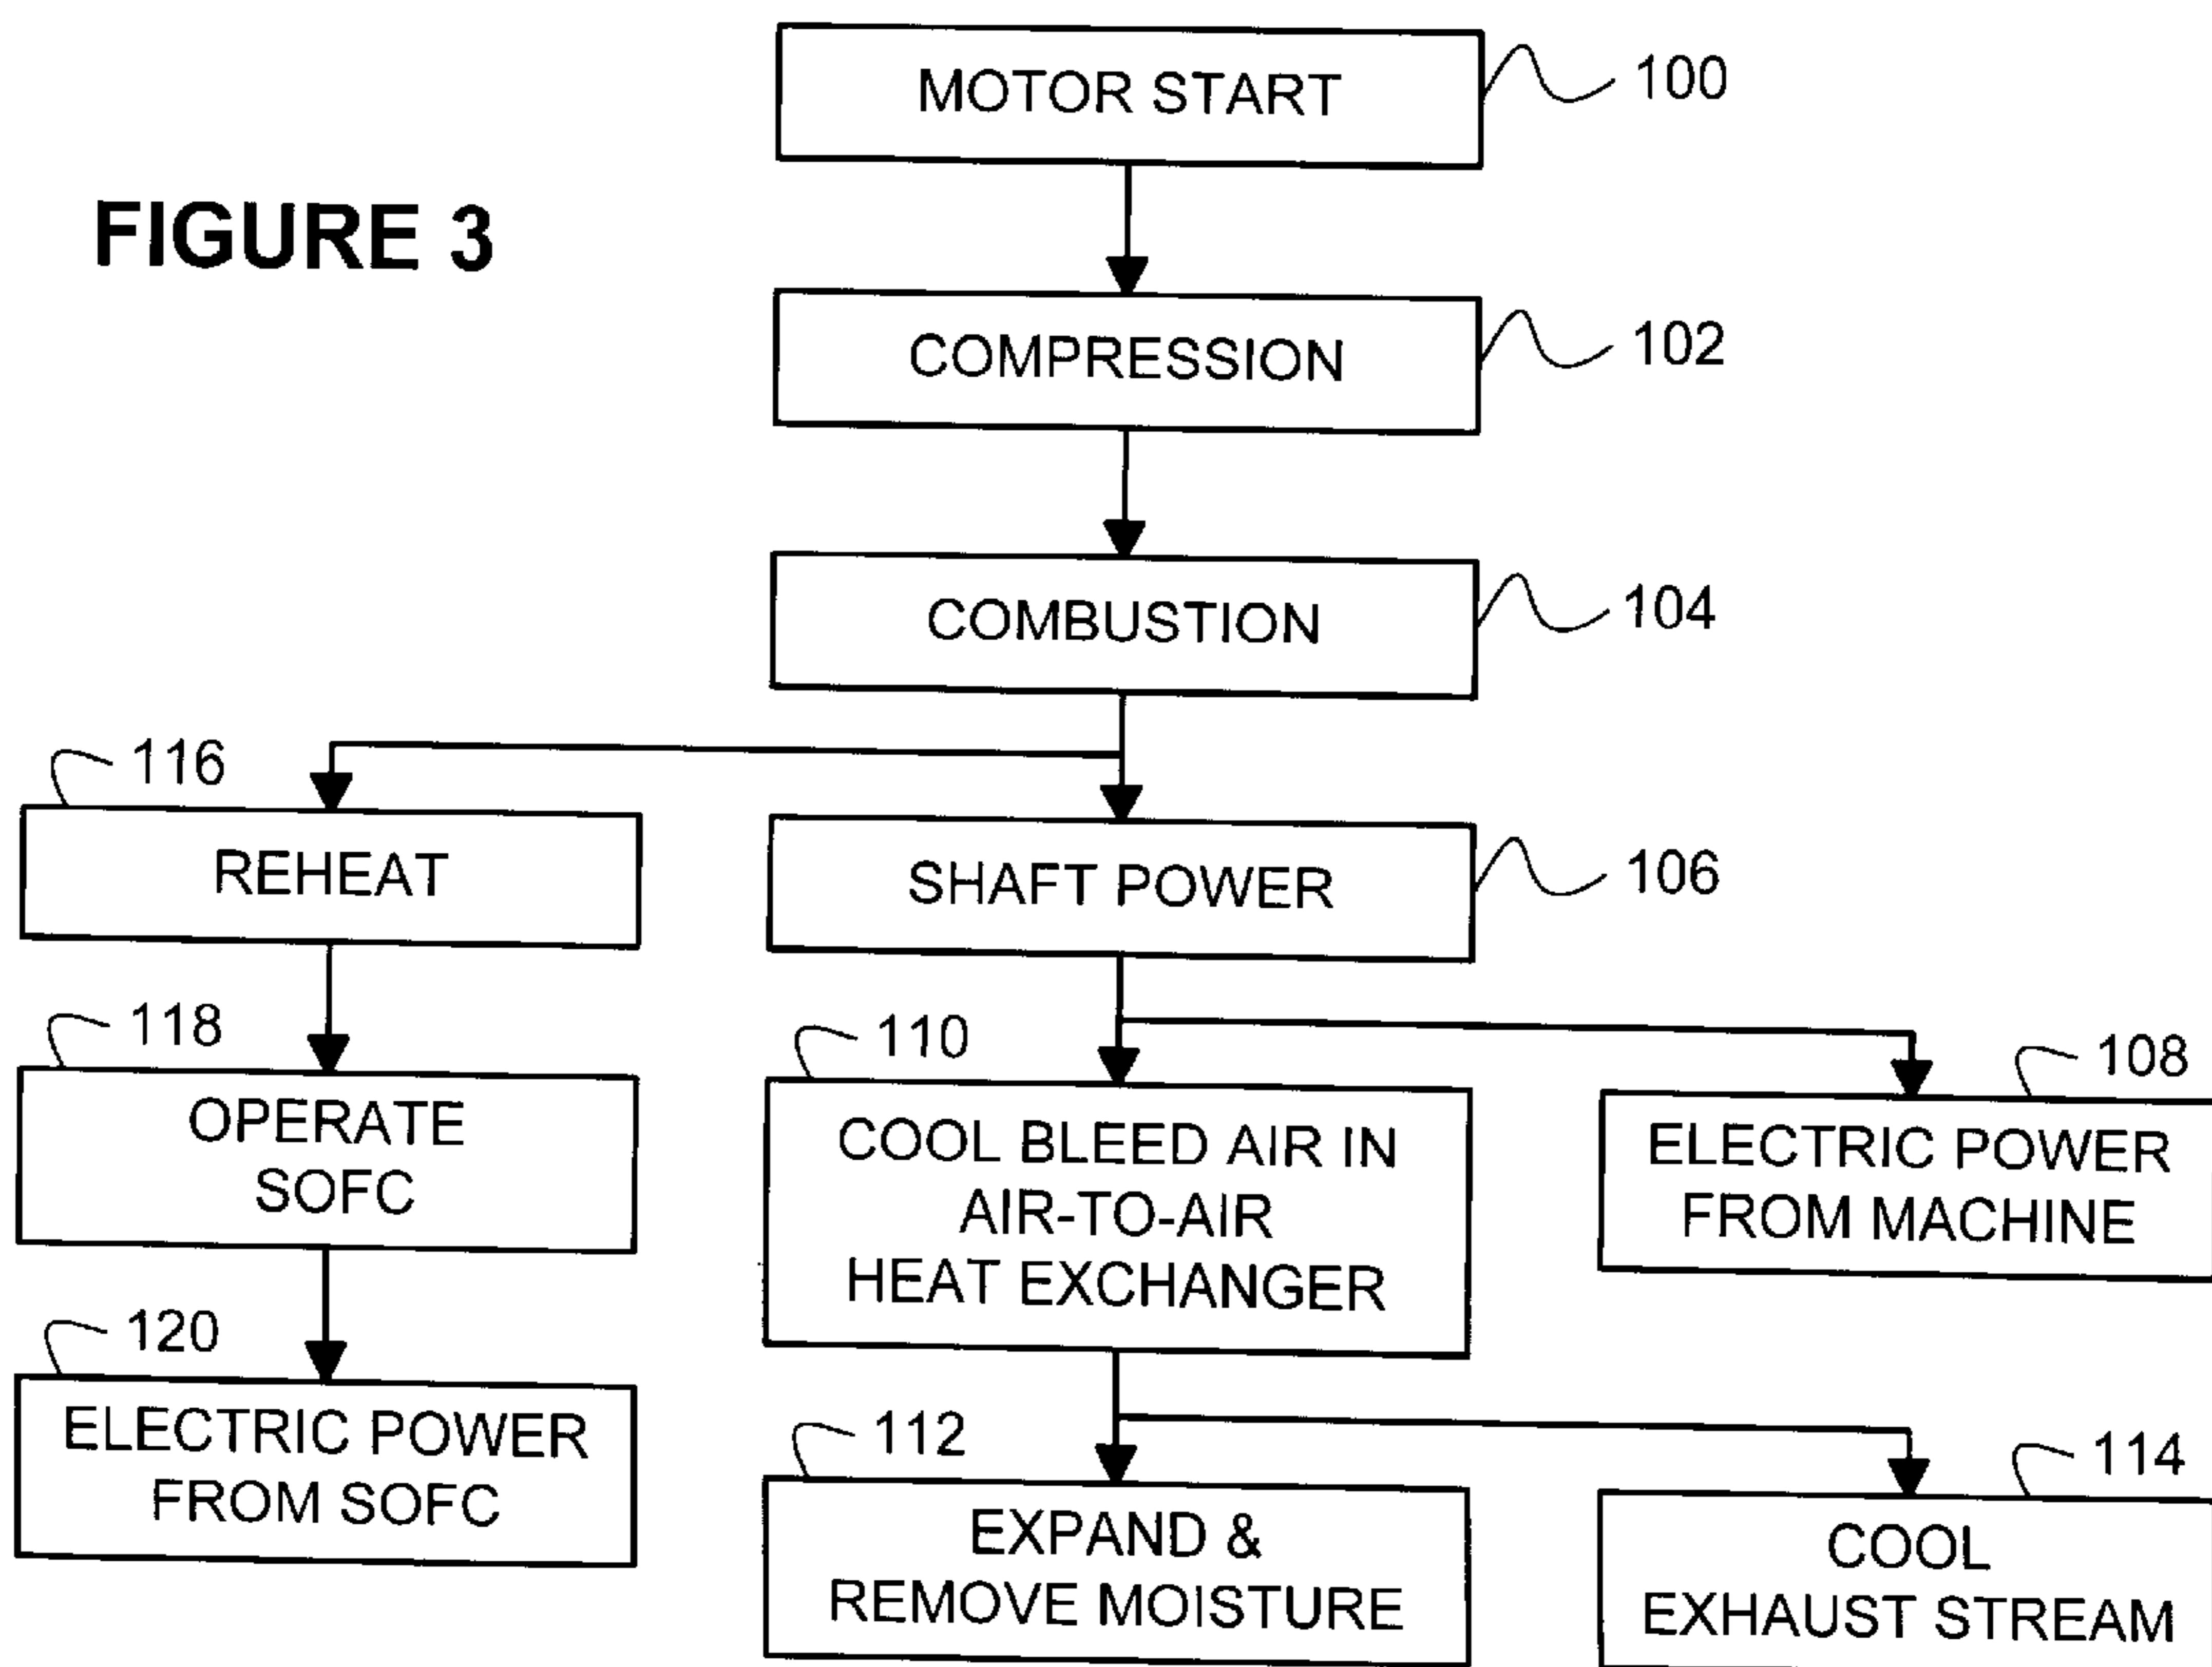 FIGURE 3
MOTOR START
100
COMPRESSION
102
COMBUSTION
104
116
REHEAT
SHAFT POWER
106
118
OPERATE
SOFC
110
COOL BLEED AIR IN
AIR-TO-AIR
HEAT EXCHANGER
108
ELECTRIC POWER
FROM MACHINE
120
ELECTRIC POWER
FROM SOFC
112
EXPAND &
REMOVE MOISTURE
114
COOL
EXHAUST STREAM